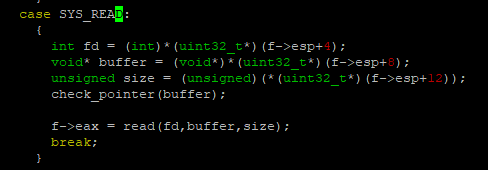 case SYS_READ:
{
int fd = (int)*(uint32_t*)(f->esp+4);
void* buffer = (void*)*(uint32_t*)(f->esp+8);
unsigned size = (unsigned)(*(uint32_t*)(f->esp+12));
check_pointer(buffer);
f->eax = read(fd,buffer,size);
break;
}